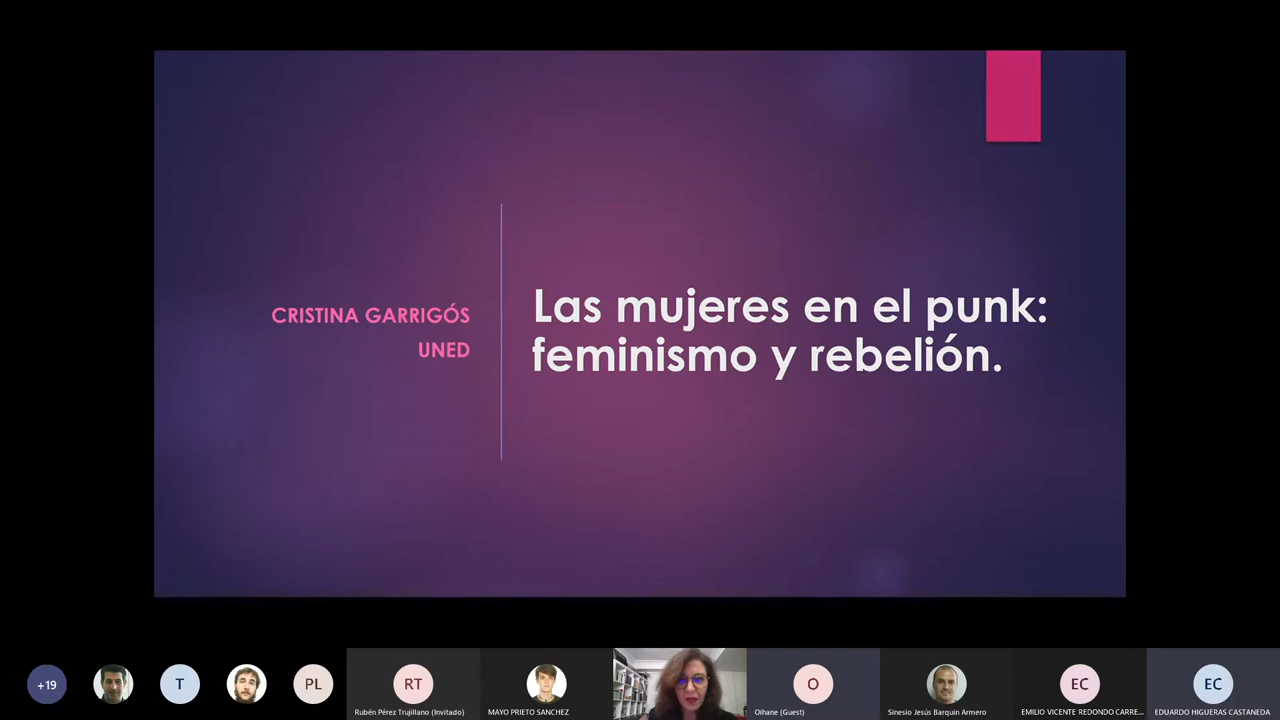 CRISTINA GARRIGÓS
UNED
Las mujeres en el punk:
feminismo y rebelión.
+19
T
PL
RT
Rubén Pérez Trujillano (Invitado)
MAYO PRIETO SANCHEZ
O
Oihane (Guest)
Sinesio Jesús Barquin Armero
EC
EMILIO VICENTE REDONDO CARRE...
EC
EDUARDO HIGUERAS CASTANEDA